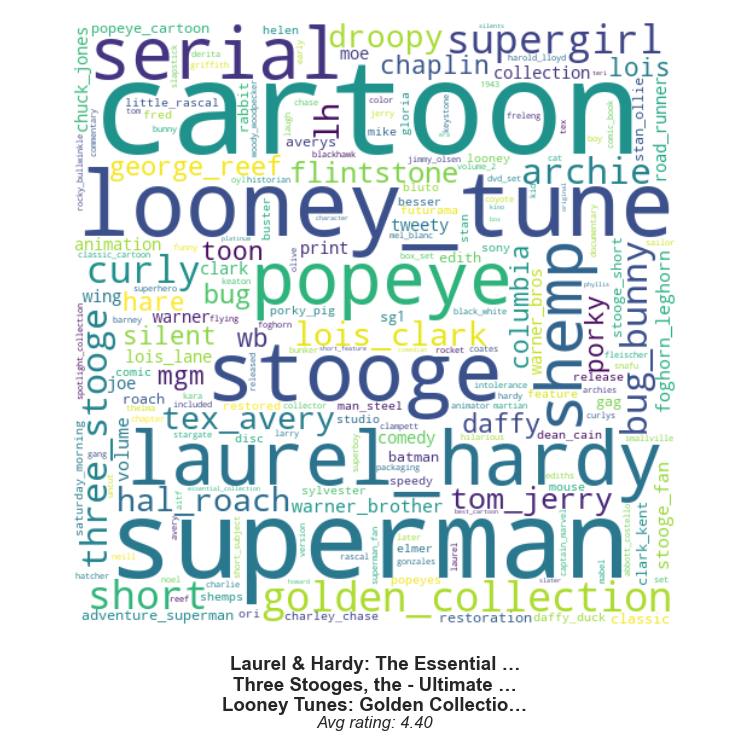 popeye_cartoon
helen
droopy
supergirl
serial
moe
chaplin
collection
harold_lloyd
early
silents
derita
griffith
slapstick
chuck_jones
cartoon
lois
road_runner
little_rascal
tom
rabbit
woody_woodpecker
fred
bunny
chase
color
jerry
laugh
lh
mike
gloria
keystone
freleng
tex
1943
boy
comic_book
stan_ollie
commentary
averys
blackhawk
jimmy_olsen
looney
volume_2
cat
dvd_set
kid
george_reef
flintstone
archie
rocky_bullwinkle
historian
looney_tune
bluto
besser
futurama
tweety
stan
mel_blanc
coyote
box
kino
original
documentary
sailor
buster
animation
toon
print
edith
sony
character
platinum
funny
classic_cartoon
curly
clark
keaton
olive
popeye
box_set
columbia
shemp
bug_bunny
stooge_short
phyllis
superhero
wing
hare
bug
barney
flying
warner
porky_pig
foghorn
sg1
warner_bros
porky
foghorn_leghorn
silent
wb
lois_clark
spotlight_collection
three_stooge
lois_lane
short_feature
fleischer
snafu
comic
joe
mgm
released
bunker
stooge
rocket
coates
release
roach
kara
intolerance
feature
archies
theima
included
restored
collector
man_steel
animator
martian
hardy
gag
chapter
tex_avery
studio
clampett
daffy
hilarious
dean_cain
curlys
smallville
saturday_morning
volume
stargate
disc
larry
superboy
comedy
batman
packaging
gang
laurel_hardy
ediths
speedy
mouse
stooge_fan
essential_collection
sylvester
hal_roach
warner_brother
tom_jerry
aitf
avery
short_subject
version
best_cartoon
rascal
superman_fan
later
elmer
gonzales
laurel
captain_marvel
abbott_costello
clark_kent
superman
mabel
neill
hatcher
noel
charlie
popeyes
set
short
reef
shemps
howard
slater
golden_collection
adventure_superman
ori
charley_chase
restoration
daffy_duck
classic
Laurel & Hardy: The Essential …
Three Stooges, the - Ultimate …
Looney Tunes: Golden Collectio…
Avg rating: 4.40